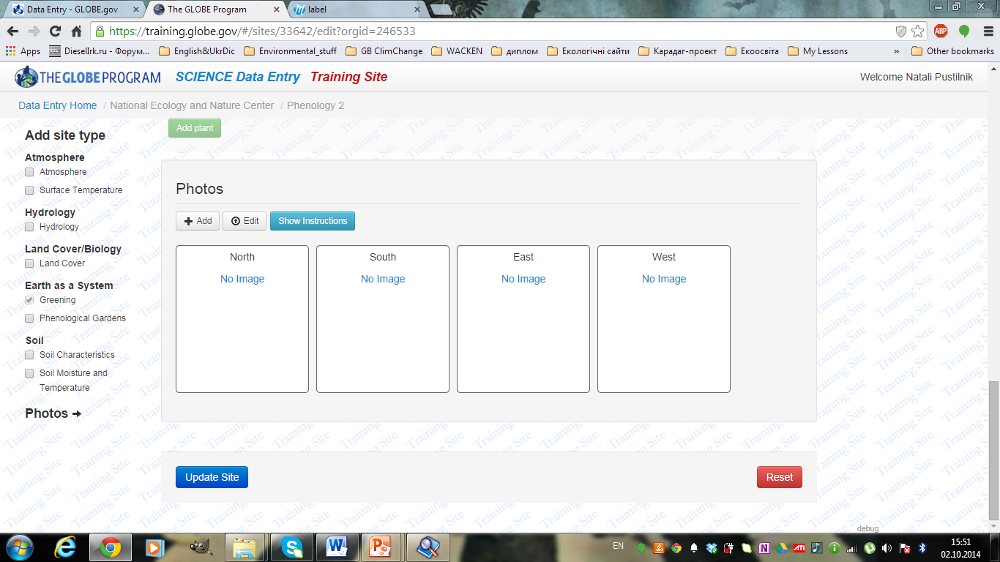 Data Entry - GLOBE.gov
The GLOBE Program
label
https://training.globe.gov/#/sites/33642/edit?orgid=246533
ABP
Apps
Diesellrk.ru - Форум...
English&UkrDic
Environmental_stuff
GB ClimChange
WACKEN
диплом
Екологічні сайти
Карадаг-проект
Екоосвіта
My Lessons
»
Other bookmarks
THE GLOBE PROGRAM
SCIENCE Data Entry
Training Site
Welcome Natali Pustilnik
Data Entry Home / National Ecology and Nature Center / Phenology 2
Add site type
Atmosphere
Atmosphere
Surface Temperature
Hydrology
Hydrology
Land Cover/Biology
Land Cover
Earth as a System
Greening
Phenological Gardens
Soil
Soil Characteristics
Soil Moisture and
Temperature
Photos
Add plant
Photos
Add
Edit
Show Instructions
North
No Image
South
No Image
East
No Image
West
No Image
Update Site
Reset
Training Site
debug
EN
ATI
15:51
02.10.2014